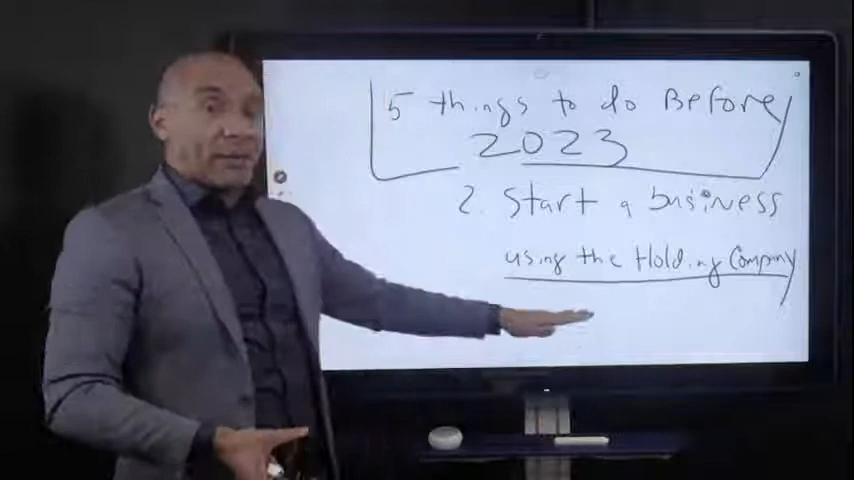 5 things to do Before
2023
2. Start a business
using the Holding Company